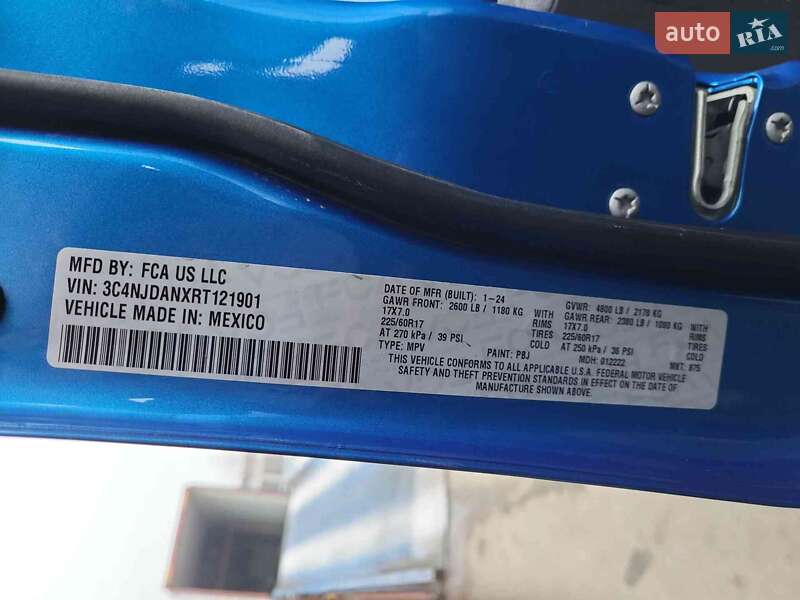 auto RIA
MFD BY: FCA US LLC
VIN: 3C4NJDANXRT121901
VEHICLE MADE IN: MEXICO
DATE OF MFR (BUILT): 1-24 GVWR: 4800 LB / 2176 KG
GAWR FRONT: 2600 LB / 1180 KG WITH GAWR REAR: 2380 LB / 1080 KG WITH
17X7.0 RIMS 17X7.0 RIMS
225/60R17 TIRES 225/60R17 TIRES
AT 270 kPa / 39 PSI COLD AT 250 kPa / 36 PSI COLD
TYPE: MPV PAINT: PBJ MDH: 012222 MKT: 875
THIS VEHICLE CONFORMS TO ALL APPLICABLE U.S.A. FEDERAL MOTOR VEHICLE
SAFETY AND THEFT PREVENTION STANDARDS IN EFFECT ON THE DATE OF
MANUFACTURE SHOWN ABOVE.